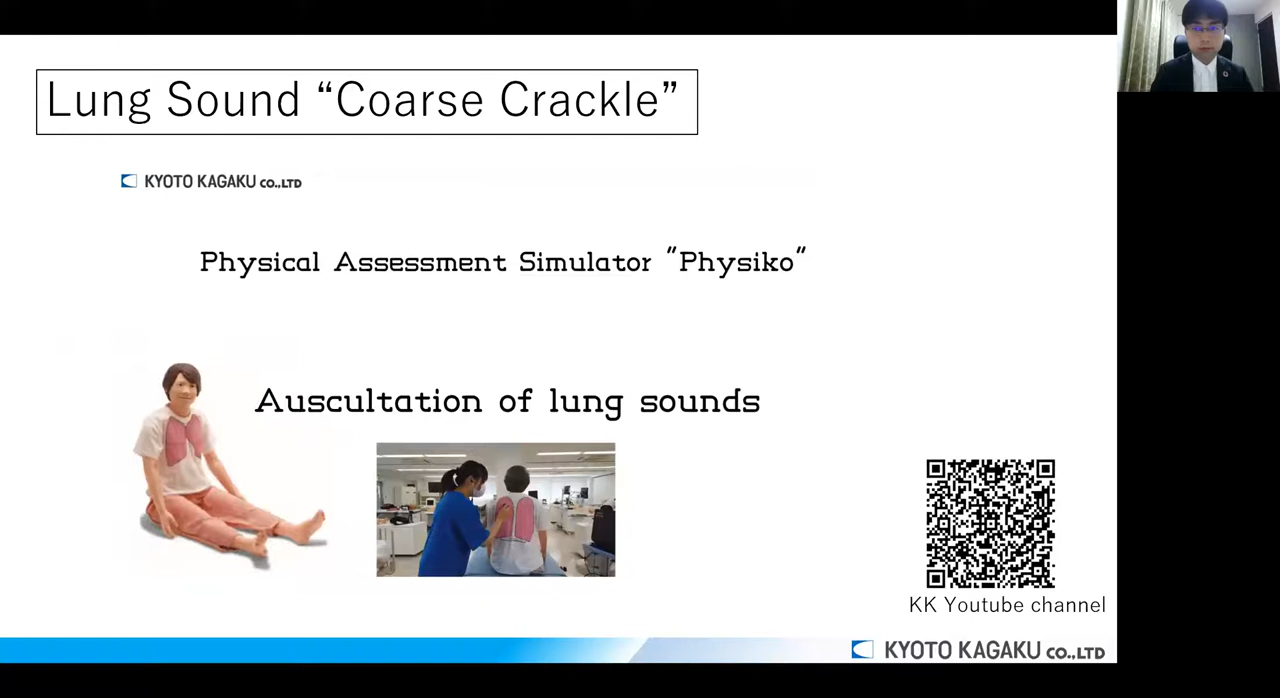 Lung Sound “Coarse Crackle”
KYOTO KAGAKU CO.,LTD
Physical Assessment Simulator "Physiko"
Auscultation of lung sounds
KK Youtube channel
KYOTO KAGAKU CO.,LTD